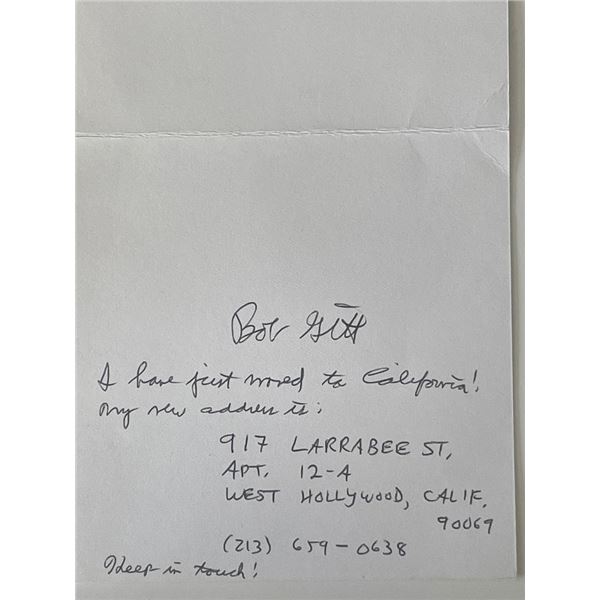 Bob Gitt
I have just moved to California!
My new address is:
917 LARRABEE ST,
APT. 12-A
WEST HOLLYWOOD, CALIF.
90069
(213) 659-0638
Keep in touch!